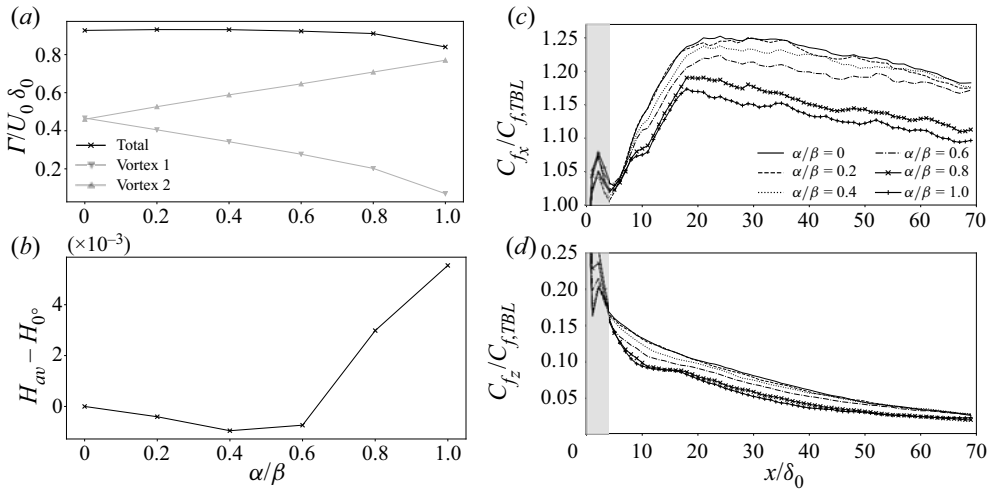 (a)
0.8
0.6
0.4
0.2
Γ/U0 δ0
Total
Vortex 1
Vortex 2
0 0.2 0.4 0.6 0.8 1.0
(b)
(×10−3)
4
2
0
Hav – H0°
0 0.2 0.4 0.6 0.8 1.0
α/β
(c)
1.25
1.20
1.15
1.10
1.05
1.00
Cfx/Cf,TBL
α/β = 0
α/β = 0.2
α/β = 0.4
α/β = 0.6
α/β = 0.8
α/β = 1.0
0 10 20 30 40 50 60 70
(d)
0.25
0.20
0.15
0.10
0.05
Cfz/Cf,TBL
0 10 20 30 40 50 60 70
x/δ0